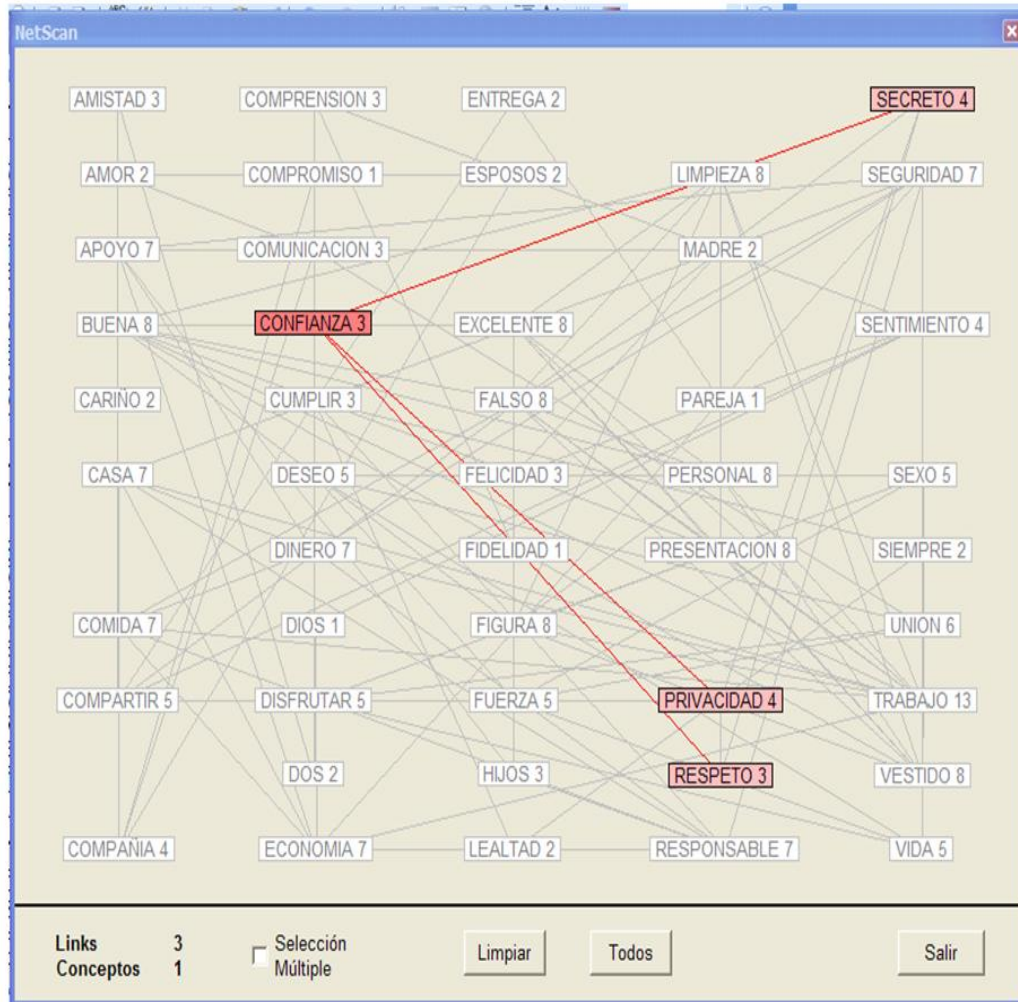 NetScan
AMISTAD 3 COMPRENSION 3 ENTREGA 2 SECRETO 4
AMOR 2 COMPROMISO 1 ESPOSOS 2 LIMPIEZA 8 SEGURIDAD 7
APOYO 7 COMUNICACION 3 MADRE 2
BUENA 8 CONFIANZA 3 EXCELENTE 8 SENTIMIENTO 4
CARIÑO 2 CUMPLIR 3 FALSO 8 PAREJA 1
CASA 7 DESEO 5 FELICIDAD 3 PERSONAL 8 SEXO 5
DINERO 7 FIDELIDAD 1 PRESENTACION 8 SIEMPRE 2
COMIDA 7 DIOS 1 FIGURA 8 UNION 6
COMPARTIR 5 DISFRUTAR 5 FUERZA 5 PRIVACIDAD 4 TRABAJO 13
DOS 2 HIJOS 3 RESPETO 3 VESTIDO 8
COMPAÑIA 4 ECONOMIA 7 LEALTAD 2 RESPONSABLE 7 VIDA 5
Links 3
Conceptos 1
Selección
Múltiple
Limpiar
Todos
Salir